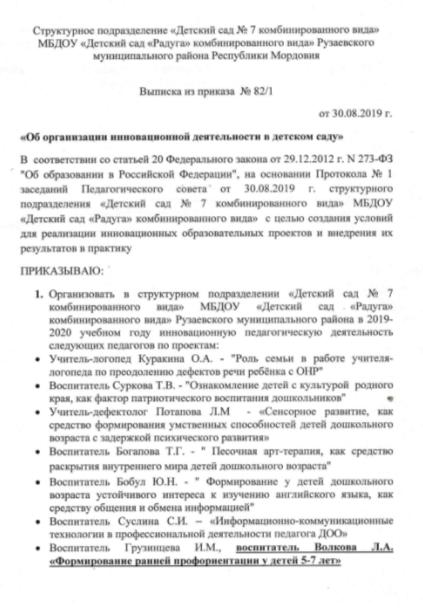 Структурное подразделение «Детский сад № 7 комбинированного вида»
МБДОУ «Детский сад «Радуга» комбинированного вида» Рузаевского
муниципального района Республики Мордовия
Выписка из приказа № 82/1
от 30.08.2019 г.
«Об организации инновационной деятельности в детском саду»
В соответствии со статьей 20 Федерального закона от 29.12.2012 г. N 273-ФЗ
"Об образовании в Российской Федерации", на основании Протокола № 1
заседаний Педагогического совета от 30.08.2019 г. структурного
подразделения «Детский сад № 7 комбинированного вида» МБДОУ
«Детский сад «Радуга» комбинированного вида» с целью создания условий
для реализации инновационных образовательных проектов и внедрения их
результатов в практику
ПРИКАЗЫВАЮ:
1. Организовать в структурном подразделении «Детский сад № 7
комбинированного вида» МБДОУ «Детский сад «Радуга»
комбинированного вида» Рузаевского муниципального района в 2019-
2020 учебном году инновационную педагогическую деятельность
следующих педагогов по проектам:
• Учитель-логопед Куракина О.А. - "Роль семьи в работе учителя-
логопеда по преодолению дефектов речи ребёнка с ОНР"
• Воспитатель Суркова Т.В. - "Ознакомление детей с культурой родного
края, как фактор патриотического воспитания дошкольников"
• Учитель-дефектолог Потапова Л.М - «Сенсорное развитие, как
средство формирования умственных способностей детей дошкольного
возраста с задержкой психического развития»
• Воспитатель Богапова Т.Г. - " Песочная арт-терапия, как средство
раскрытия внутреннего мира детей дошкольного возраста"
• Воспитатель Бобул Ю.Н. - " Формирование у детей дошкольного
возраста устойчивого интереса к изучению английского языка, как
средству общения и обмена информацией"
• Воспитатель Суслина С.И. – «Информационно-коммуникационные
технологии в профессиональной деятельности педагога ДОО»
• Воспитатель Грузинцева И.М., воспитатель Волкова Л.А.
«Формирование ранней профориентации у детей 5-7 лет»